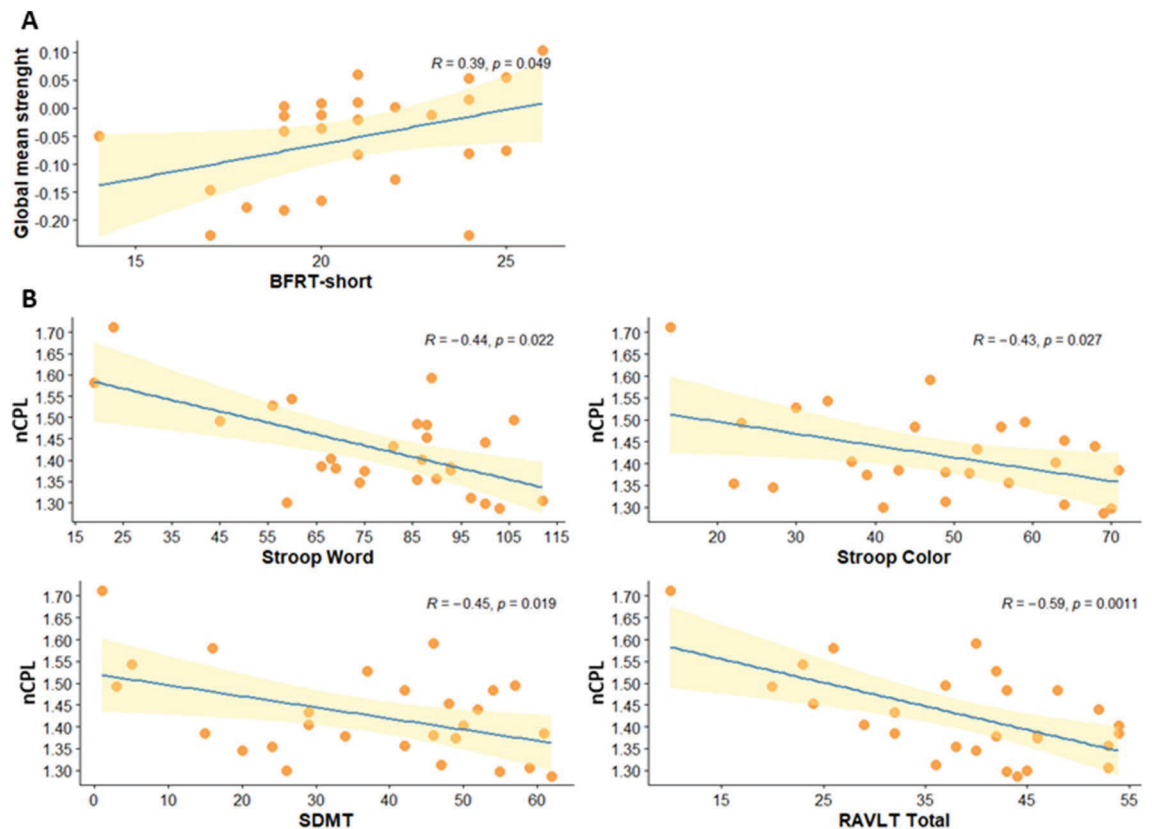 A
Global mean strenght
0.10
0.05
0.00
-0.05
-0.10
-0.15
-0.20
R = 0.39, p = 0.049
15 20 25
BFRT-short
B
nCPL
1.70
1.65
1.60
1.55
1.50
1.45
1.40
1.35
1.30
R = −0.44, p = 0.022
15 25 35 45 55 65 75 85 95 105 115
Stroop Word
nCPL
1.70
1.65
1.60
1.55
1.50
1.45
1.40
1.35
1.30
R = −0.43, p = 0.027
20 30 40 50 60 70
Stroop Color
nCPL
1.70
1.65
1.60
1.55
1.50
1.45
1.40
1.35
1.30
R = −0.45, p = 0.019
0 10 20 30 40 50 60
SDMT
nCPL
1.70
1.65
1.60
1.55
1.50
1.45
1.40
1.35
1.30
R = −0.59, p = 0.0011
15 25 35 45 55
RAVLT Total